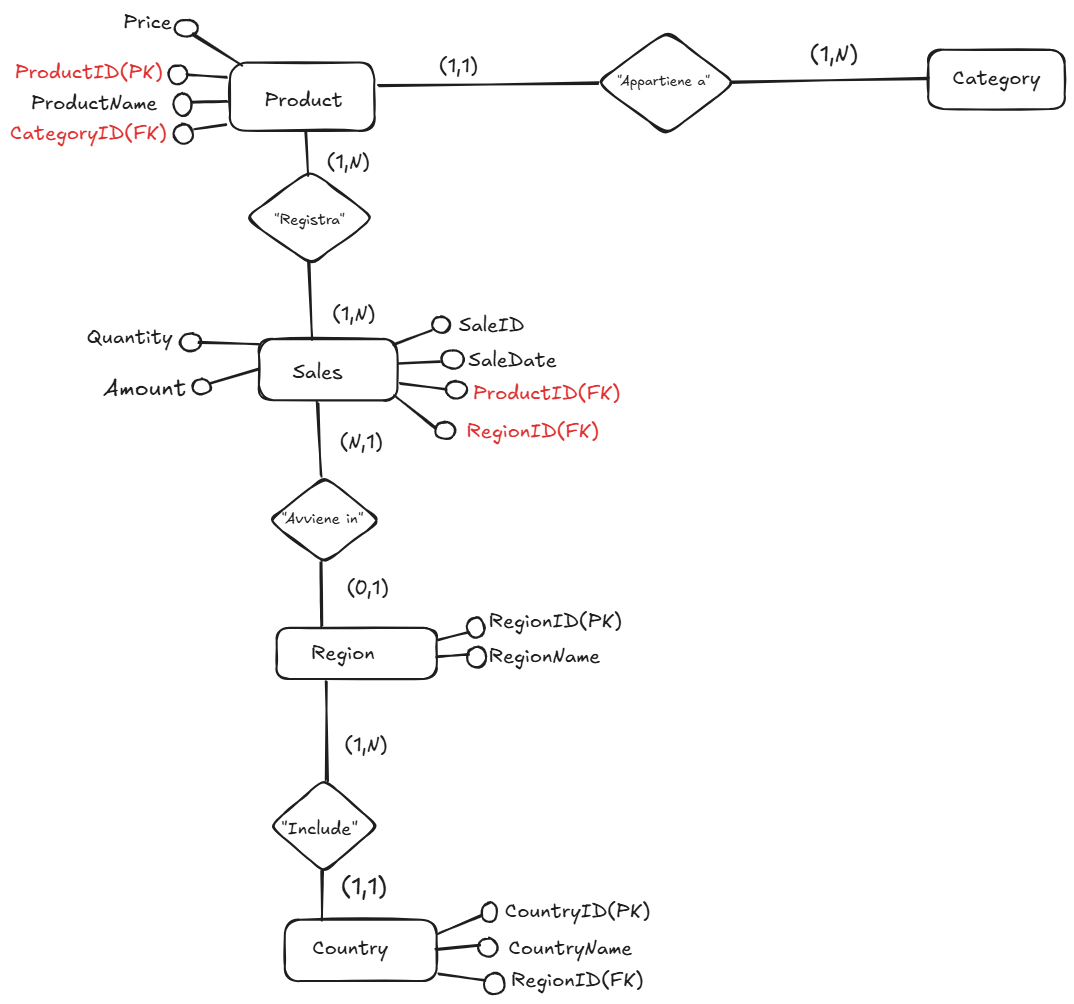 Price
ProductID(PK)
ProductName
CategoryID(FK)
Product
(1,1)
"Appartiene a"
(1,N)
Category
(1,N)
"Registra"
(1,N)
Quantity
Amount
Sales
SaleID
SaleDate
ProductID(FK)
RegionID(FK)
(N,1)
"Avviene in"
(0,1)
Region
RegionID(PK)
RegionName
(1,N)
"Include"
(1,1)
Country
CountryID(PK)
CountryName
RegionID(FK)